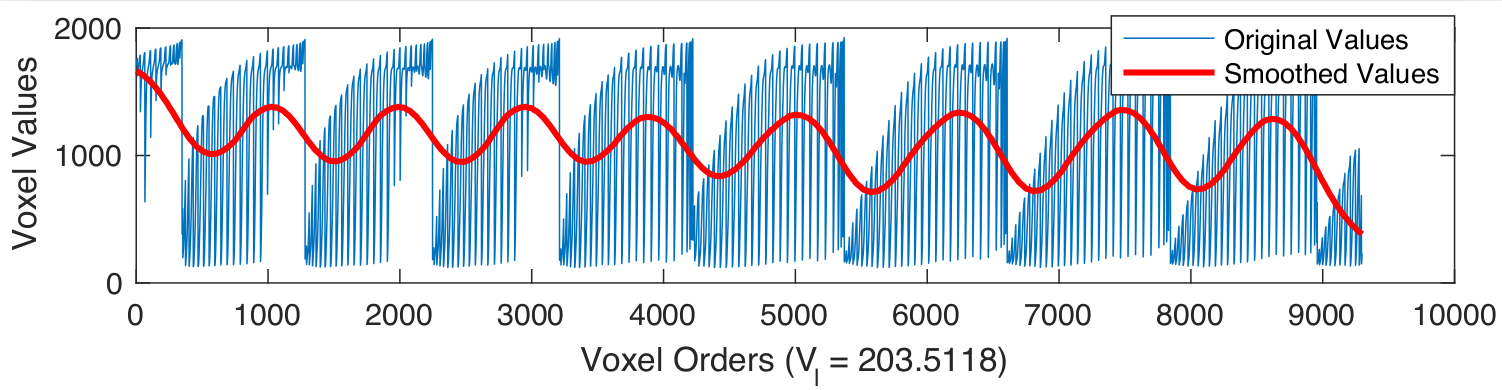 2000
Original Values
Smoothed Values
Voxel Values
1000
0
0 1000 2000 3000 4000 5000 6000 7000 8000 9000 10000
Voxel Orders (V_l = 203.5118)